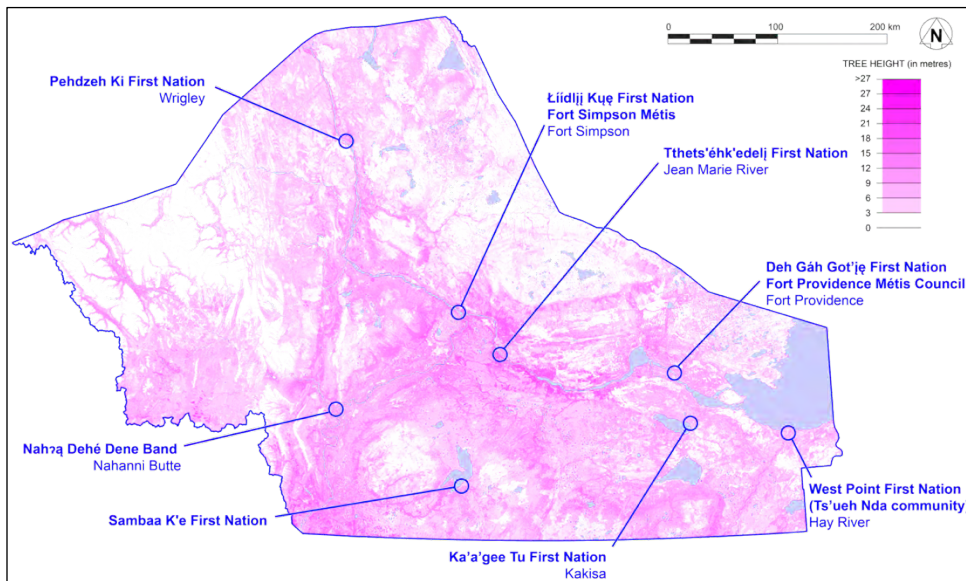 0
100
200 km
N
TREE HEIGHT (in metres)
>27
27
24
21
18
15
12
9
6
3
0
Pehdzeh Ki First Nation
Wrigley
Łíídlįį Kųę First Nation
Fort Simpson Métis
Fort Simpson
Tthets'éhk'edelį First Nation
Jean Marie River
Deh Gáh Got'įę First Nation
Fort Providence Métis Council
Fort Providence
Nahɂą Dehé Dene Band
Nahanni Butte
Sambaa K'e First Nation
Ka'a'gee Tu First Nation
Kakisa
West Point First Nation
(Ts'ueh Nda community)
Hay River